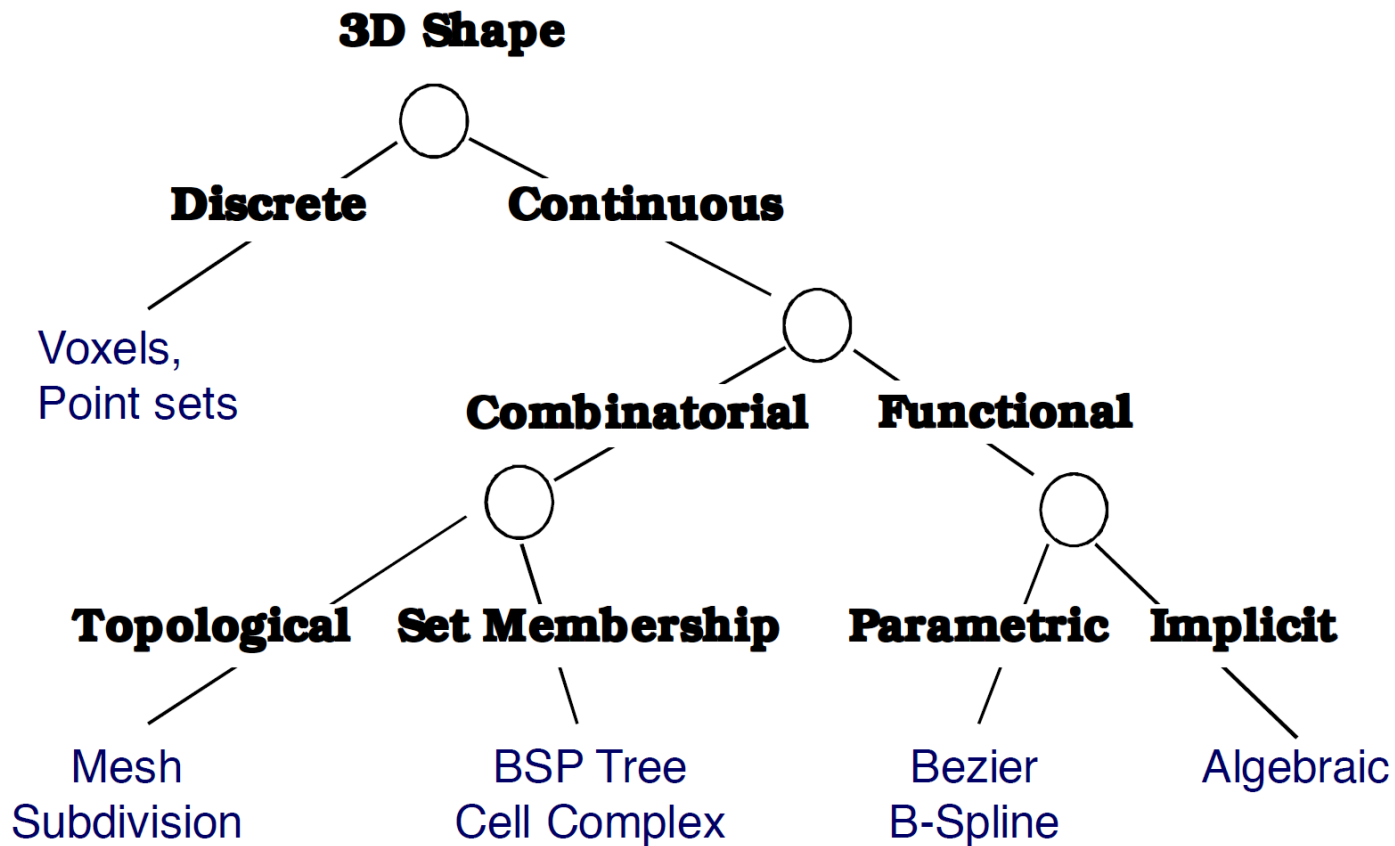 3D Shape
Discrete
Continuous
Voxels,
Point sets
Combinatorial
Functional
Topological
Set Membership
Parametric
Implicit
Mesh
Subdivision
BSP Tree
Cell Complex
Bezier
B-Spline
Algebraic